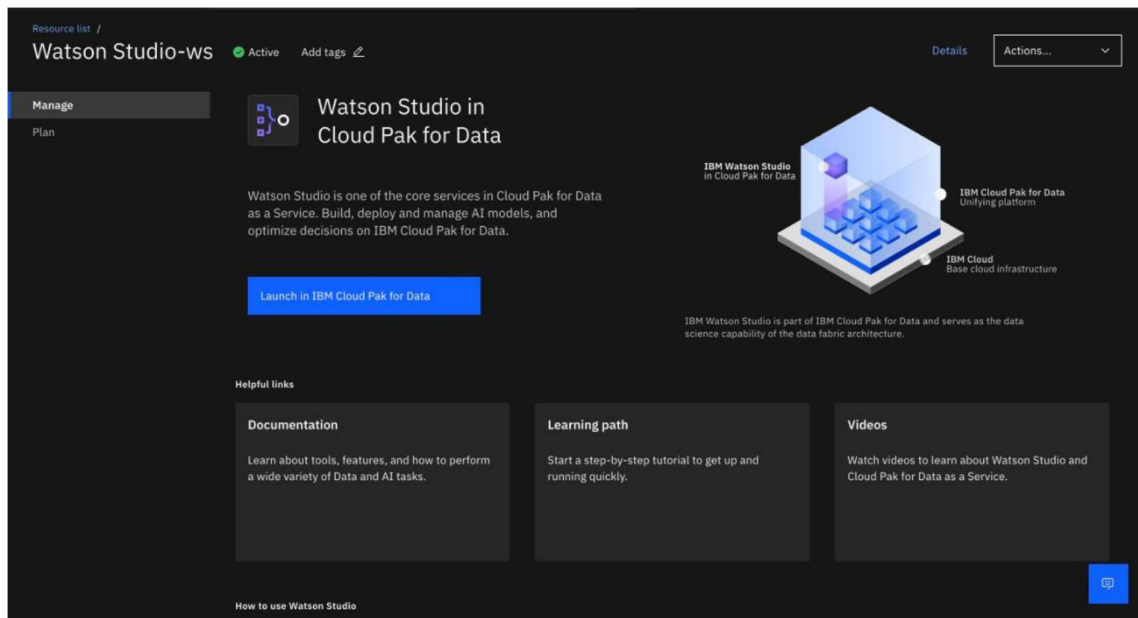 Resource list /
Watson Studio-ws
Active
Add tags
Details
Actions...
Manage
Plan
Watson Studio in
Cloud Pak for Data
Watson Studio is one of the core services in Cloud Pak for Data
as a Service. Build, deploy and manage AI models, and
optimize decisions on IBM Cloud Pak for Data.
Launch in IBM Cloud Pak for Data
IBM Watson Studio
in Cloud Pak for Data
IBM Cloud Pak for Data
Unifying platform
IBM Cloud
Base cloud infrastructure
IBM Watson Studio is part of IBM Cloud Pak for Data and serves as the data
science capability of the data fabric architecture.
Helpful links
Documentation
Learn about tools, features, and how to perform
a wide variety of Data and AI tasks.
Learning path
Start a step-by-step tutorial to get up and
running quickly.
Videos
Watch videos to learn about Watson Studio and
Cloud Pak for Data as a Service.
How to use Watson Studio